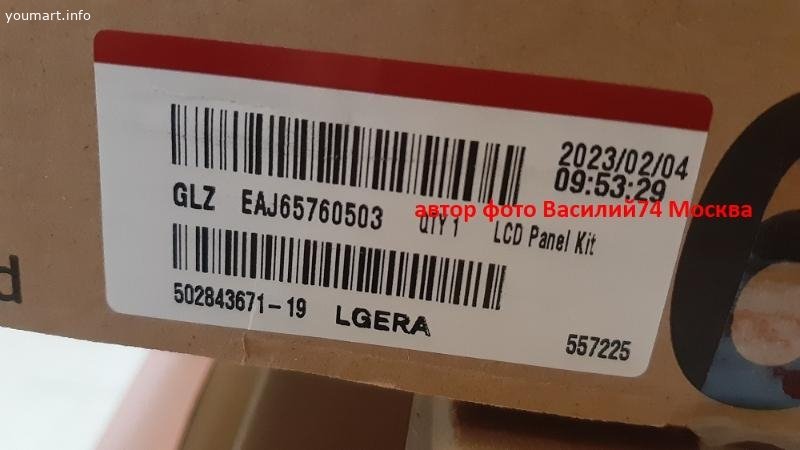 youmart.info
2023/02/04
09:53:29
GLZ EAJ65760503 QTY 1 LCD Panel Kit
автор фото Василий74 Москва
502843671-19 LGERA
557225
d
6